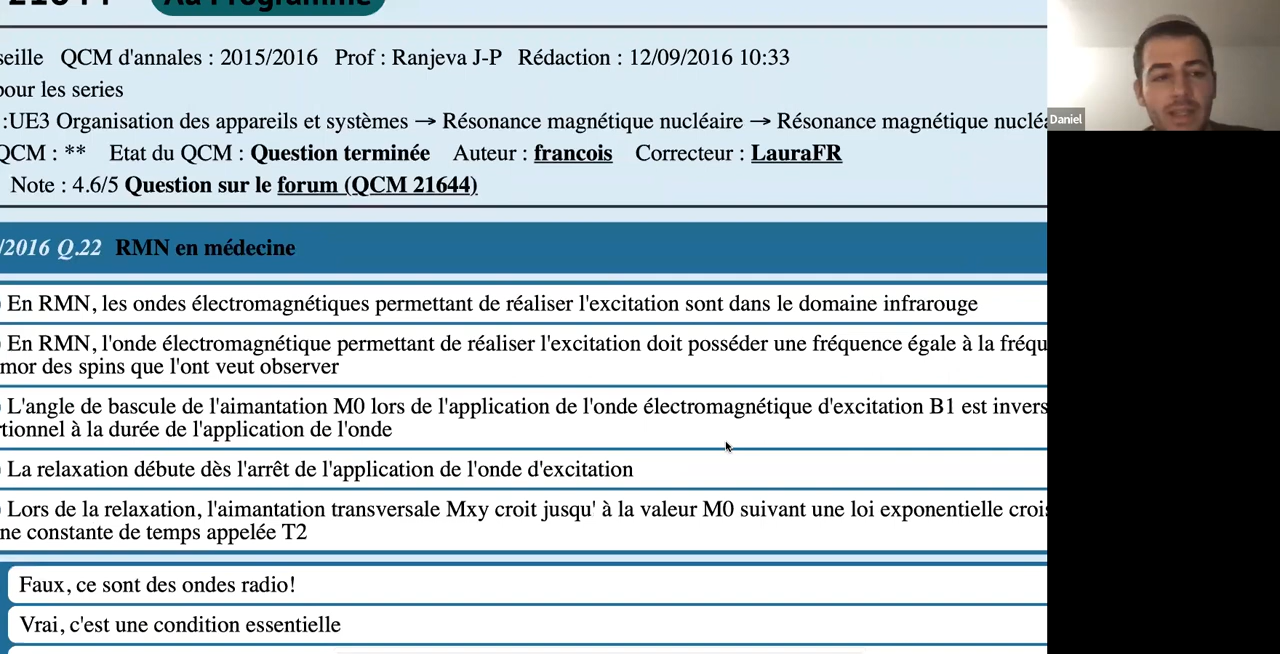 seille QCM d'annales : 2015/2016 Prof : Ranjeva J-P Rédaction : 12/09/2016 10:33
pour les series
:UE3 Organisation des appareils et systèmes → Résonance magnétique nucléaire → Résonance magnétique nucléa
QCM : ** Etat du QCM : Question terminée Auteur : francois Correcteur : LauraFR
Note : 4.6/5 Question sur le forum (QCM 21644)
Daniel
/2016 Q.22 RMN en médecine
En RMN, les ondes électromagnétiques permettant de réaliser l'excitation sont dans le domaine infrarouge
En RMN, l'onde électromagnétique permettant de réaliser l'excitation doit posséder une fréquence égale à la fréqu
mor des spins que l'ont veut observer
L'angle de bascule de l'aimantation M0 lors de l'application de l'onde électromagnétique d'excitation B1 est invers
rtionnel à la durée de l'application de l'onde
La relaxation débute dès l'arrêt de l'application de l'onde d'excitation
Lors de la relaxation, l'aimantation transversale Mxy croit jusqu' à la valeur M0 suivant une loi exponentielle crois
ne constante de temps appelée T2
Faux, ce sont des ondes radio!
Vrai, c'est une condition essentielle